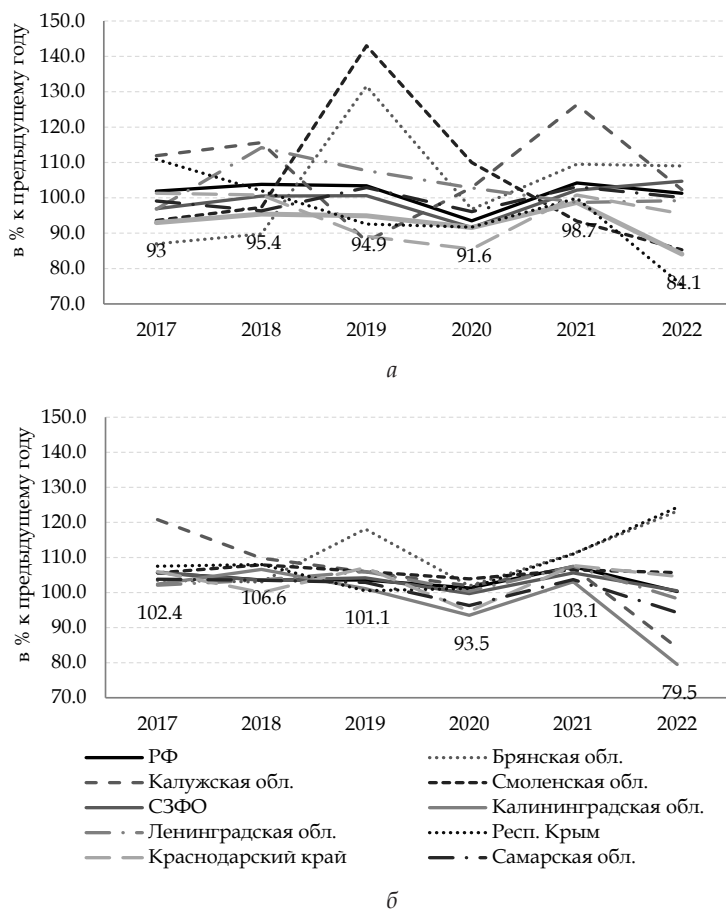 в % к предыдущему году
150.0
140.0
130.0
120.0
110.0
100.0
90.0
80.0
70.0
93 95.4 94.9 91.6 98.7 84.1
2017 2018 2019 2020 2021 2022
а
в % к предыдущему году
150.0
140.0
130.0
120.0
110.0
100.0
90.0
80.0
70.0
102.4 106.6 101.1 93.5 103.1 79.5
2017 2018 2019 2020 2021 2022
РФ Брянская обл.
Калужская обл. Смоленская обл.
СЗФО Калининградская обл.
Ленинградская обл. Респ. Крым
Краснодарский край Самарская обл.
б